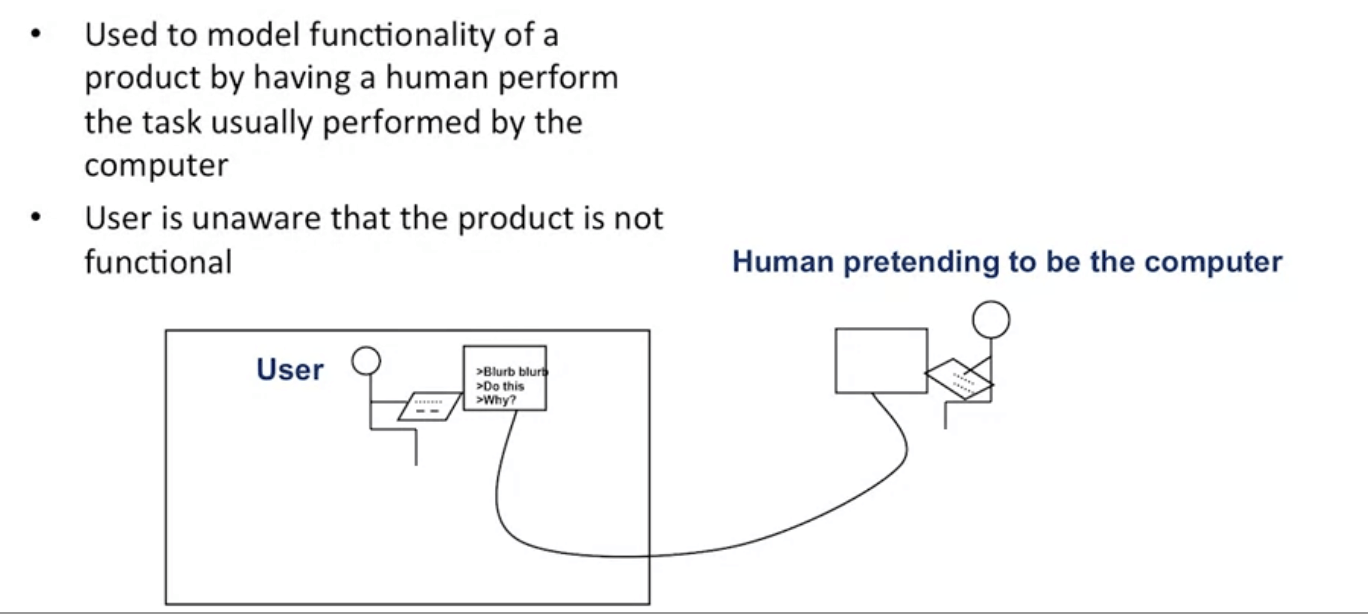 • Used to model functionality of a
product by having a human perform
the task usually performed by the
computer
• User is unaware that the product is not
functional
Human pretending to be the computer
User
>Blurb blurb
>Do this
>Why?